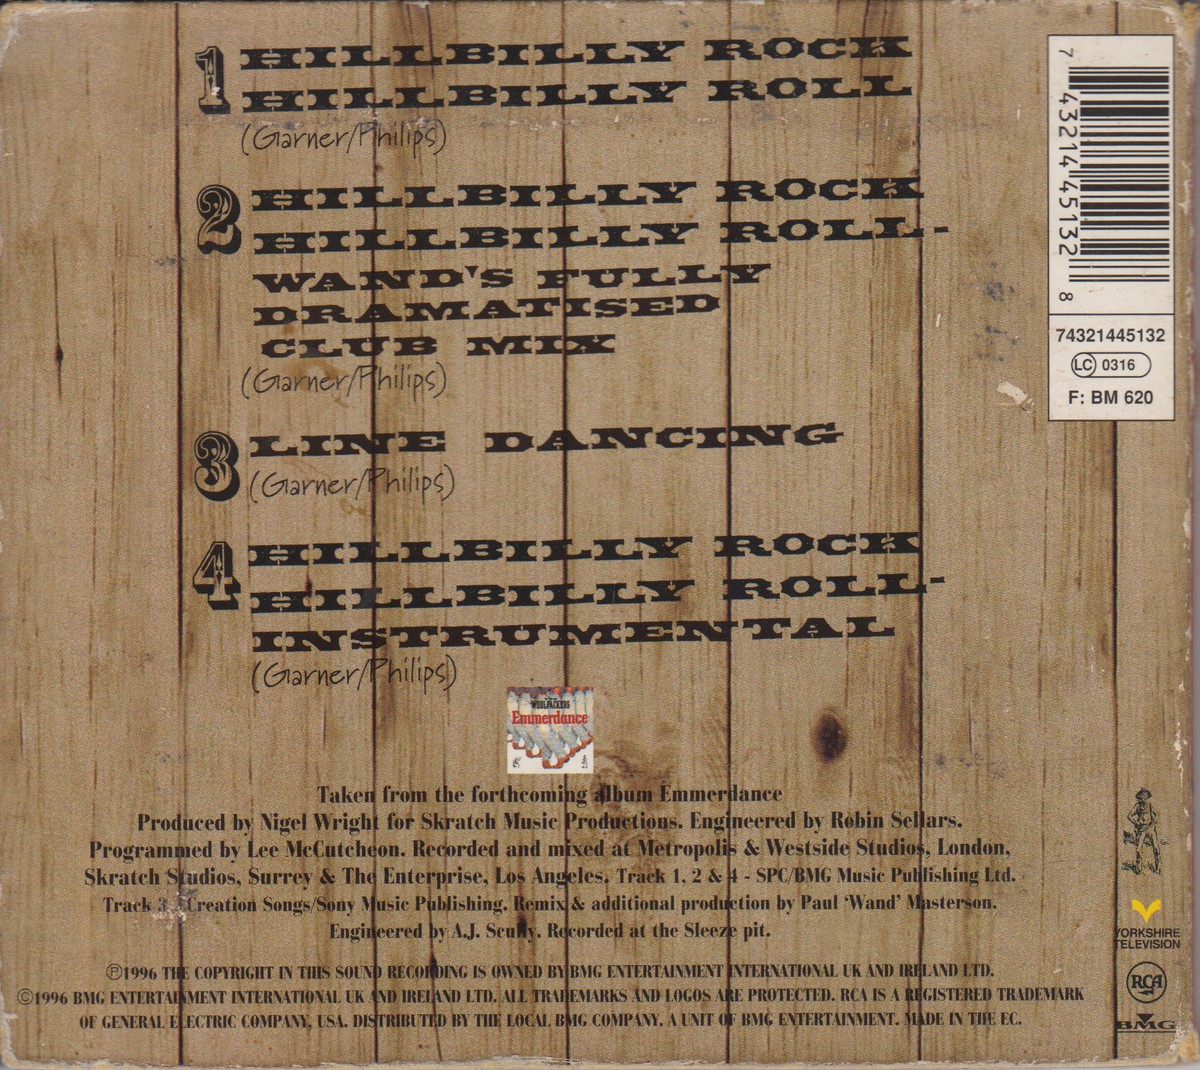 1 HILLBILLY ROCK
HILLBILLY ROLL
(Garner/Philips)
2 HILLBILLY ROCK
HILLBILLY ROLL-
WAND'S FULLY
DRAMATISED
CLUB MIX
(Garner/Philips)
3 LINE DANCING
(Garner/Philips)
4 HILLBILLY ROCK
HILLBILLY ROLL-
INSTRUMENTAL
(Garner/Philips)
WOOLPACKERS
Emmerdance
Taken from the forthcoming album Emmerdance
Produced by Nigel Wright for Skratch Music Productions. Engineered by Robin Sellars.
Programmed by Lee McCutcheon. Recorded and mixed at Metropolis & Westside Studios, London,
Skratch Studios, Surrey & The Enterprise, Los Angeles. Track 1, 2 & 4 - SPC/BMG Music Publishing Ltd.
Track 3 - Creation Songs/Sony Music Publishing. Remix & additional production by Paul 'Wand' Masterson.
Engineered by A.J. Scully. Recorded at the Sleeze pit.
℗1996 THE COPYRIGHT IN THIS SOUND RECORDING IS OWNED BY BMG ENTERTAINMENT INTERNATIONAL UK AND IRELAND LTD.
©1996 BMG ENTERTAINMENT INTERNATIONAL UK AND IRELAND LTD. ALL TRADEMARKS AND LOGOS ARE PROTECTED. RCA IS A REGISTERED TRADEMARK
OF GENERAL ELECTRIC COMPANY, USA. DISTRIBUTED BY THE LOCAL BMG COMPANY. A UNIT OF BMG ENTERTAINMENT. MADE IN THE EC.
7 43214 45132 8
74321445132
LC 0316
F: BM 620
YORKSHIRE
TELEVISION
RCA
BMG